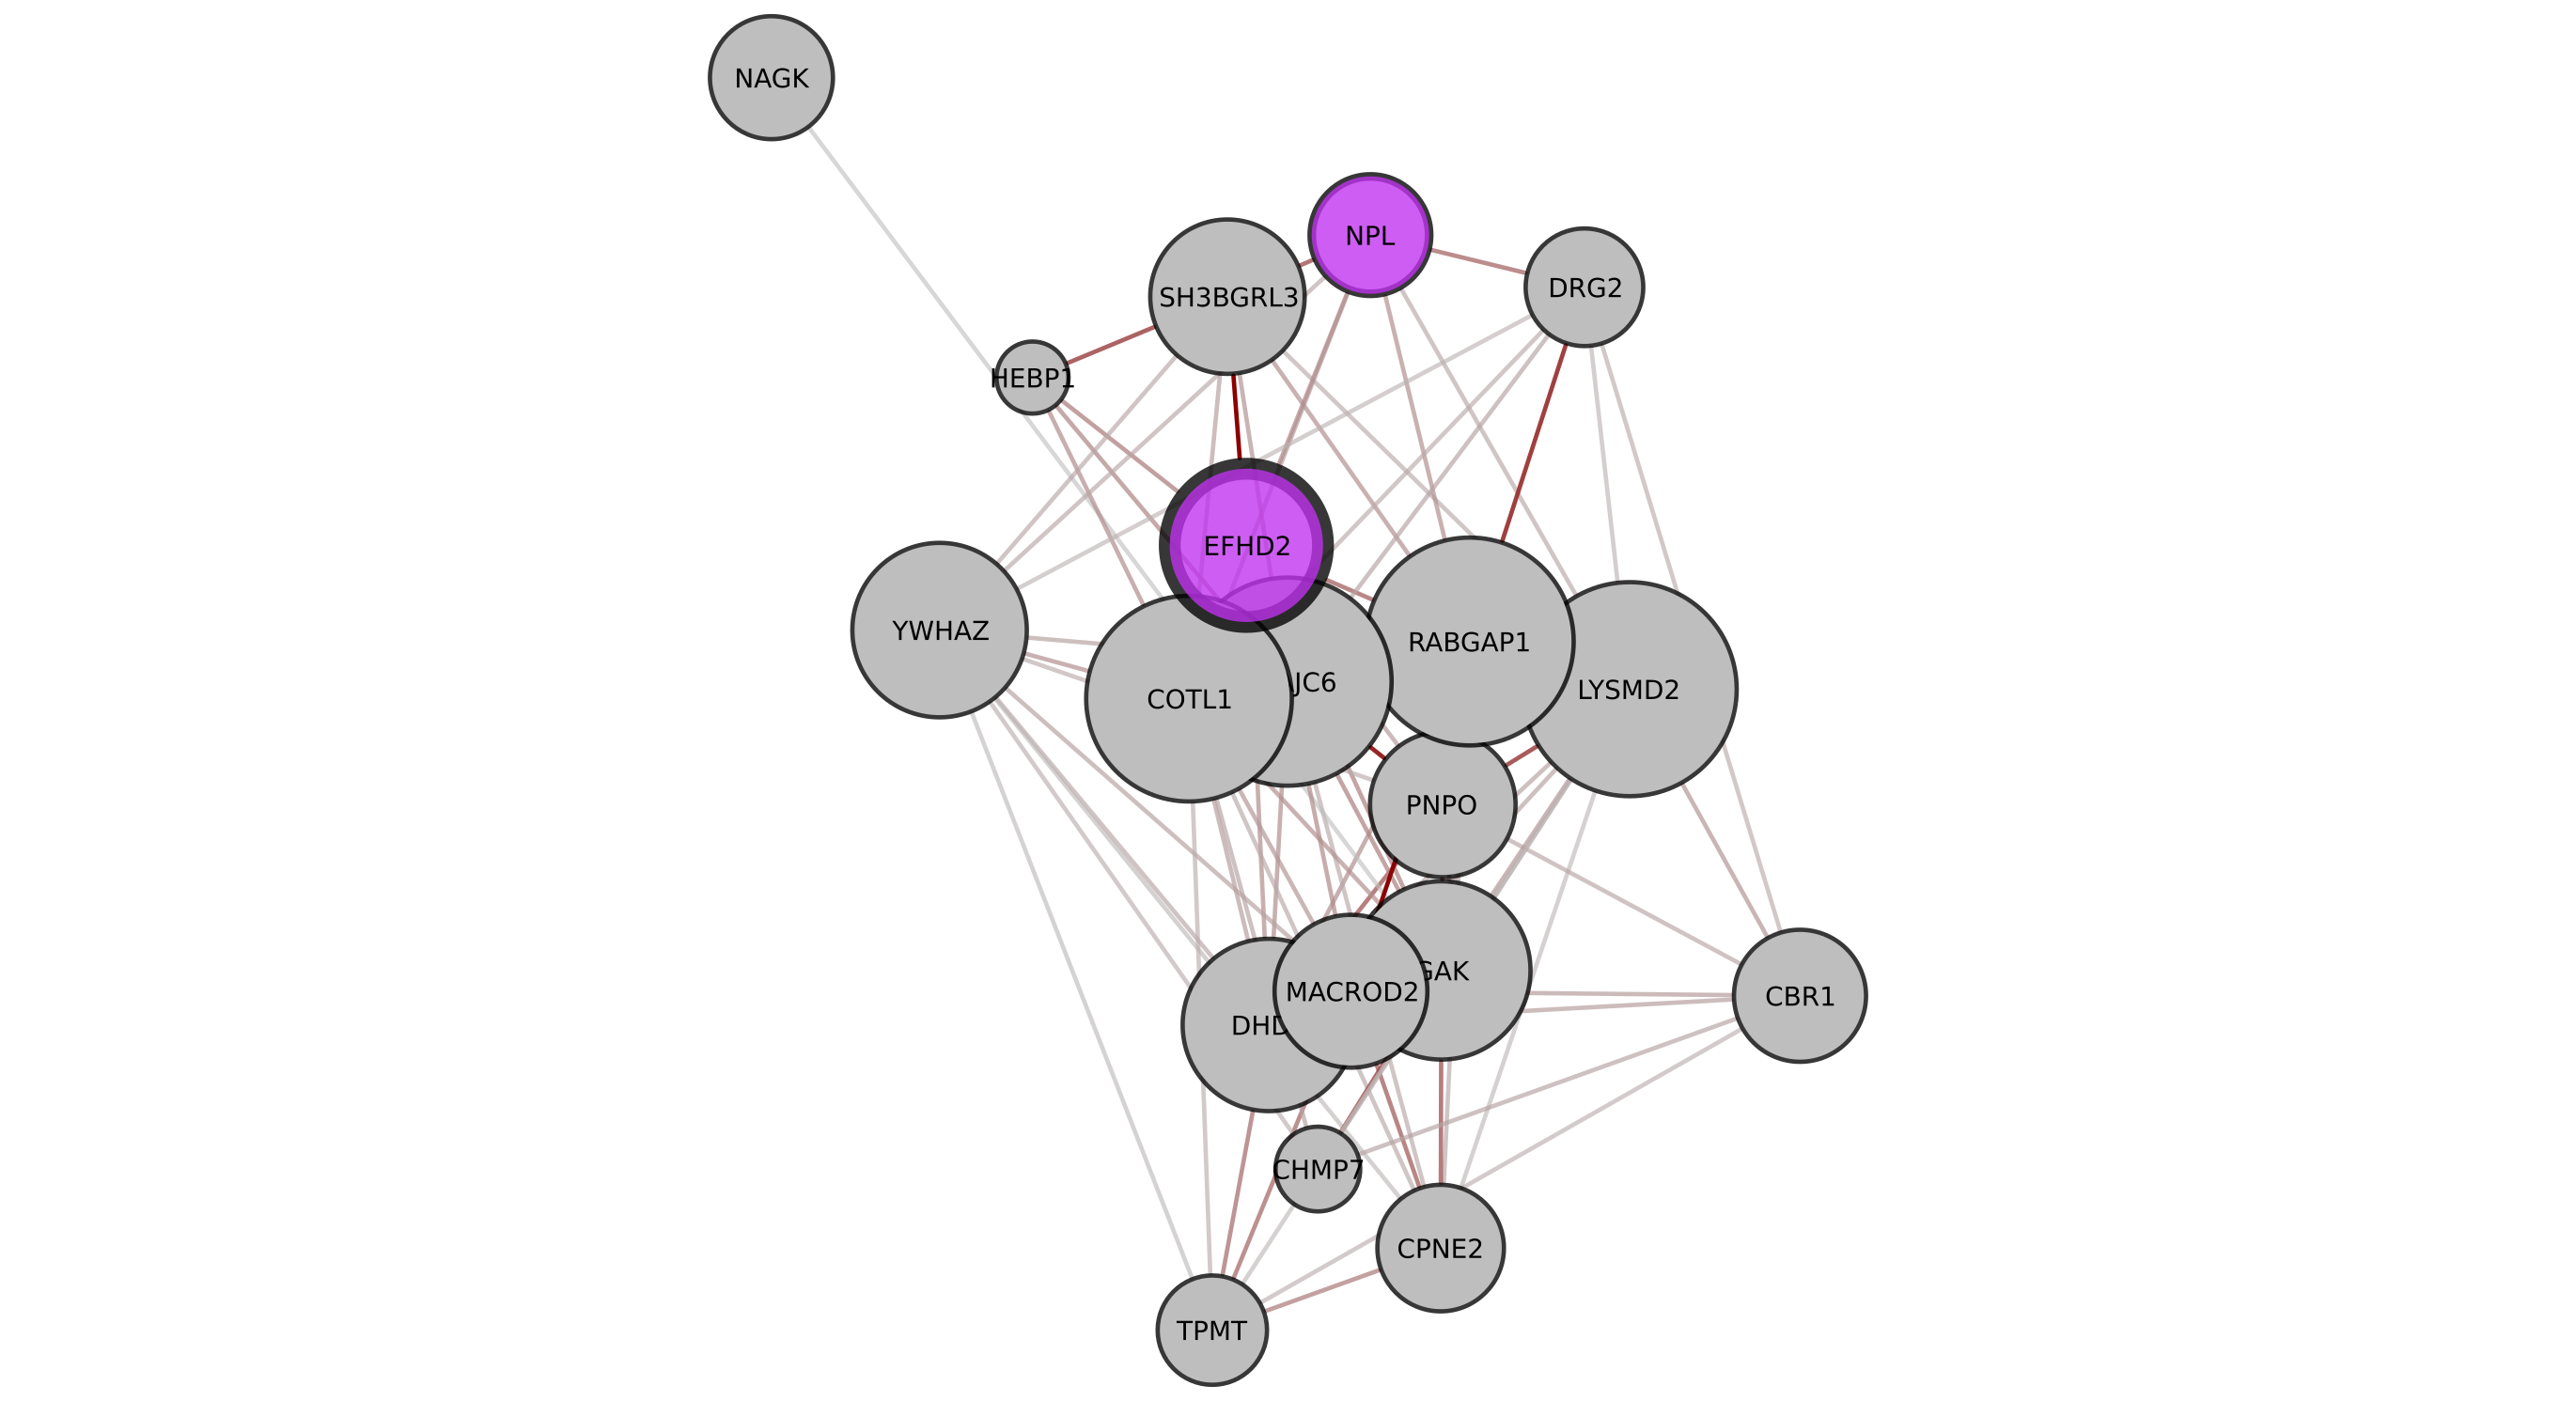 NAGK
NPL
DRG2
SH3BGRL3
HEBP1
EFHD2
YWHAZ
RABGAP1
JC6
LYSMD2
COTL1
PNPO
GAK
MACROD2
CBR1
DHD
CHMP7
CPNE2
TPMT